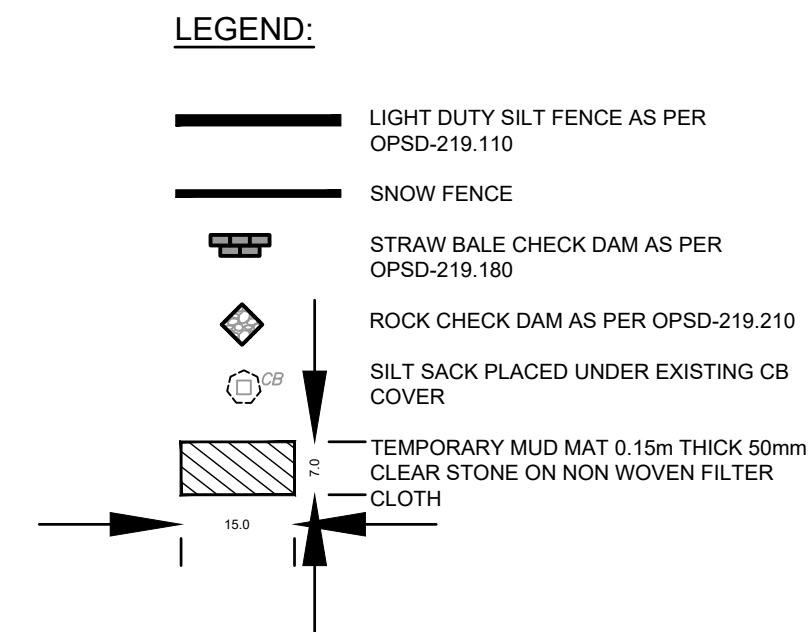 LEGEND:
LIGHT DUTY SILT FENCE AS PER
OPSD-219.110
SNOW FENCE
STRAW BALE CHECK DAM AS PER
OPSD-219.180
ROCK CHECK DAM AS PER OPSD-219.210
CB
SILT SACK PLACED UNDER EXISTING CB
COVER
TEMPORARY MUD MAT 0.15m THICK 50mm
CLEAR STONE ON NON WOVEN FILTER
CLOTH
7.0
15.0